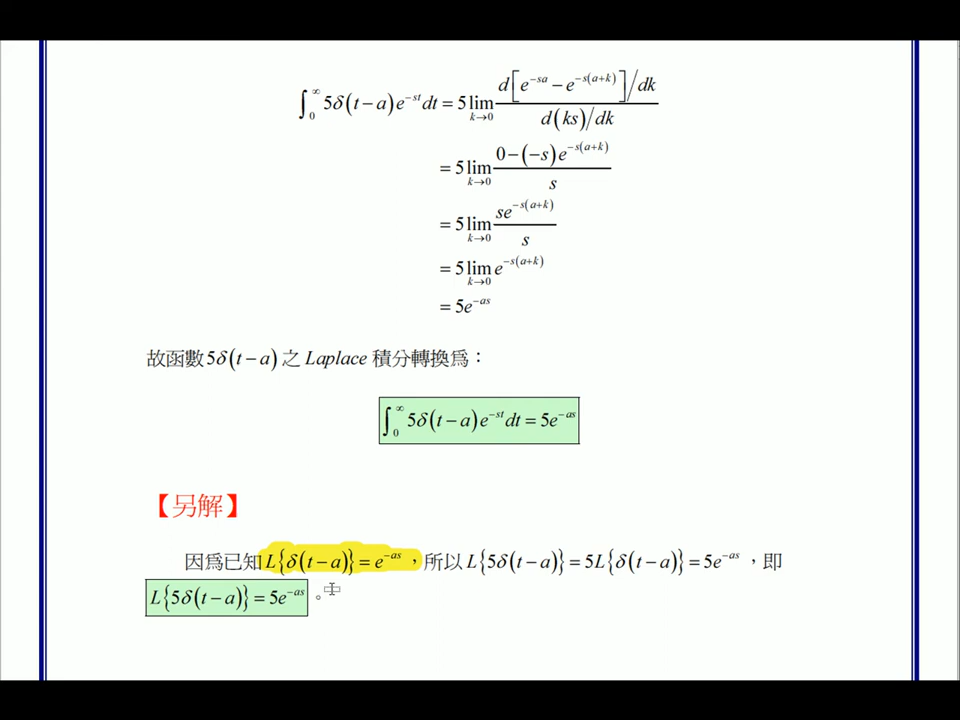 ∫₀^∞ 5δ(t−a)e^{−st}dt = 5 lim_{k→0} d[e^{−sa} − e^{−s(a+k)}]/dk / d(ks)/dk
= 5 lim_{k→0} 0−(−s)e^{−s(a+k)} / s
= 5 lim_{k→0} se^{−s(a+k)} / s
= 5 lim_{k→0} e^{−s(a+k)}
= 5e^{−as}
故函數5δ(t−a)之 Laplace 積分轉換為：
∫₀^∞ 5δ(t−a)e^{−st}dt = 5e^{−as}
【另解】
因為已知L{δ(t−a)} = e^{−as}，所以L{5δ(t−a)} = 5L{δ(t−a)} = 5e^{−as}，即
L{5δ(t−a)} = 5e^{−as}。